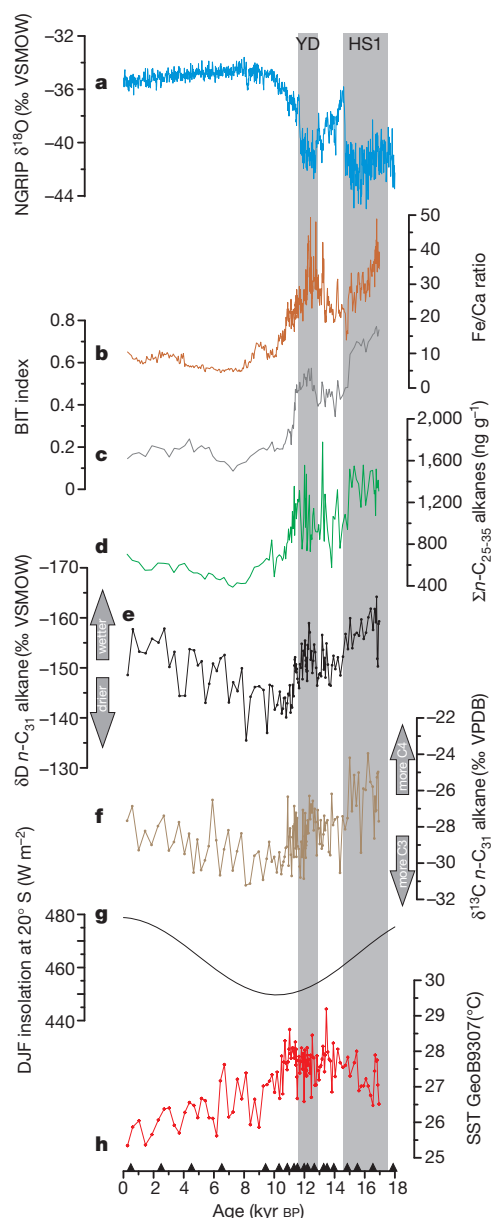 YD HS1
−32
−36
−40
−44
NGRIP δ18O (‰ VSMOW)
a
50
40
30
20
10
0
Fe/Ca ratio
0.8
0.6
0.4
0.2
0
BIT index
b
c
2,000
1,600
1,200
800
400
Σn-C25-35 alkanes (ng g−1)
d
−170
−160
−150
−140
−130
δD n-C31 alkane (‰ VSMOW)
wetter
drier
e
−22
−24
−26
−28
−30
−32
δ13C n-C31 alkane (‰ VPDB)
more C4
more C3
f
g
480
460
450
440
DJF insolation at 20° S (W m−2)
30
29
28
27
26
25
SST GeoB9307(°)
h
0 2 4 6 8 10 12 14 16 18
Age (kyr BP)